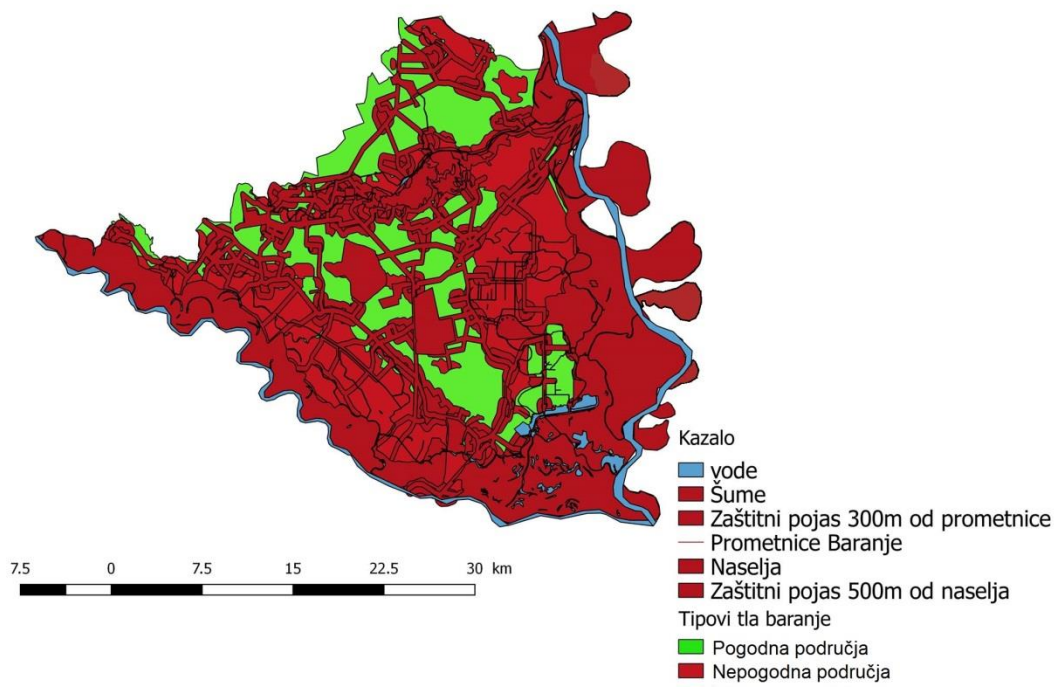 Kazalo
vode
Šume
Zaštitni pojas 300m od prometnice
Prometnice Baranje
Naselja
Zaštitni pojas 500m od naselja
Tipovi tla baranje
Pogodna područja
Nepogodna područja
7.5 0 7.5 15 22.5 30 km